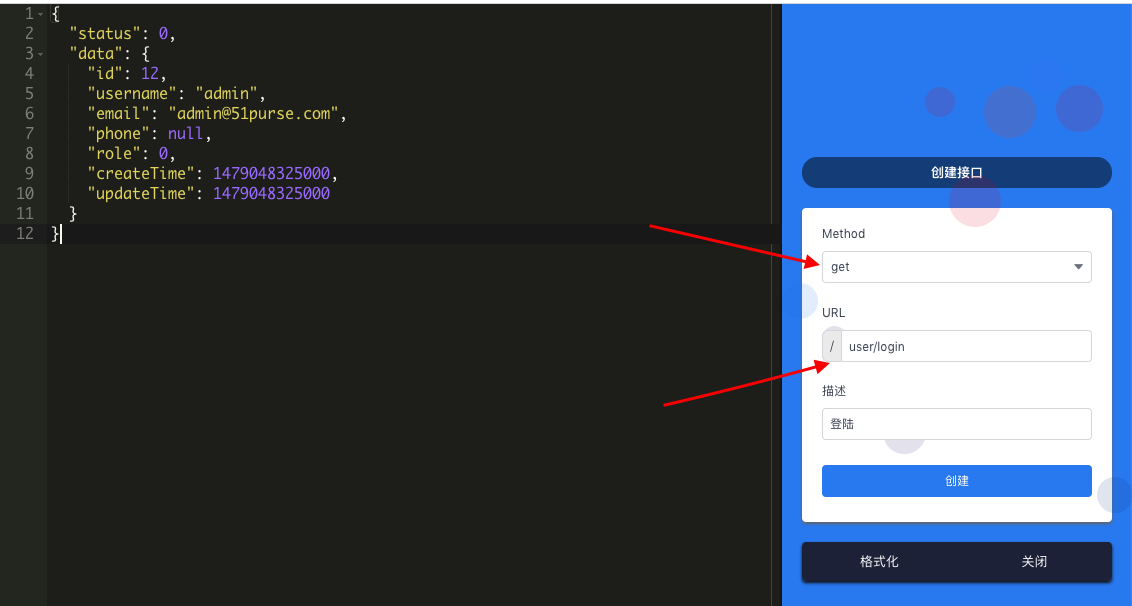 1 {
2 "status": 0,
3 "data": {
4 "id": 12,
5 "username": "admin",
6 "email": "admin@51purse.com",
7 "phone": null,
8 "role": 0,
9 "createTime": 1479048325000,
10 "updateTime": 1479048325000
11 }
12 }
创建接口
Method
get
URL
/ user/login
描述
登陆
创建
格式化 关闭